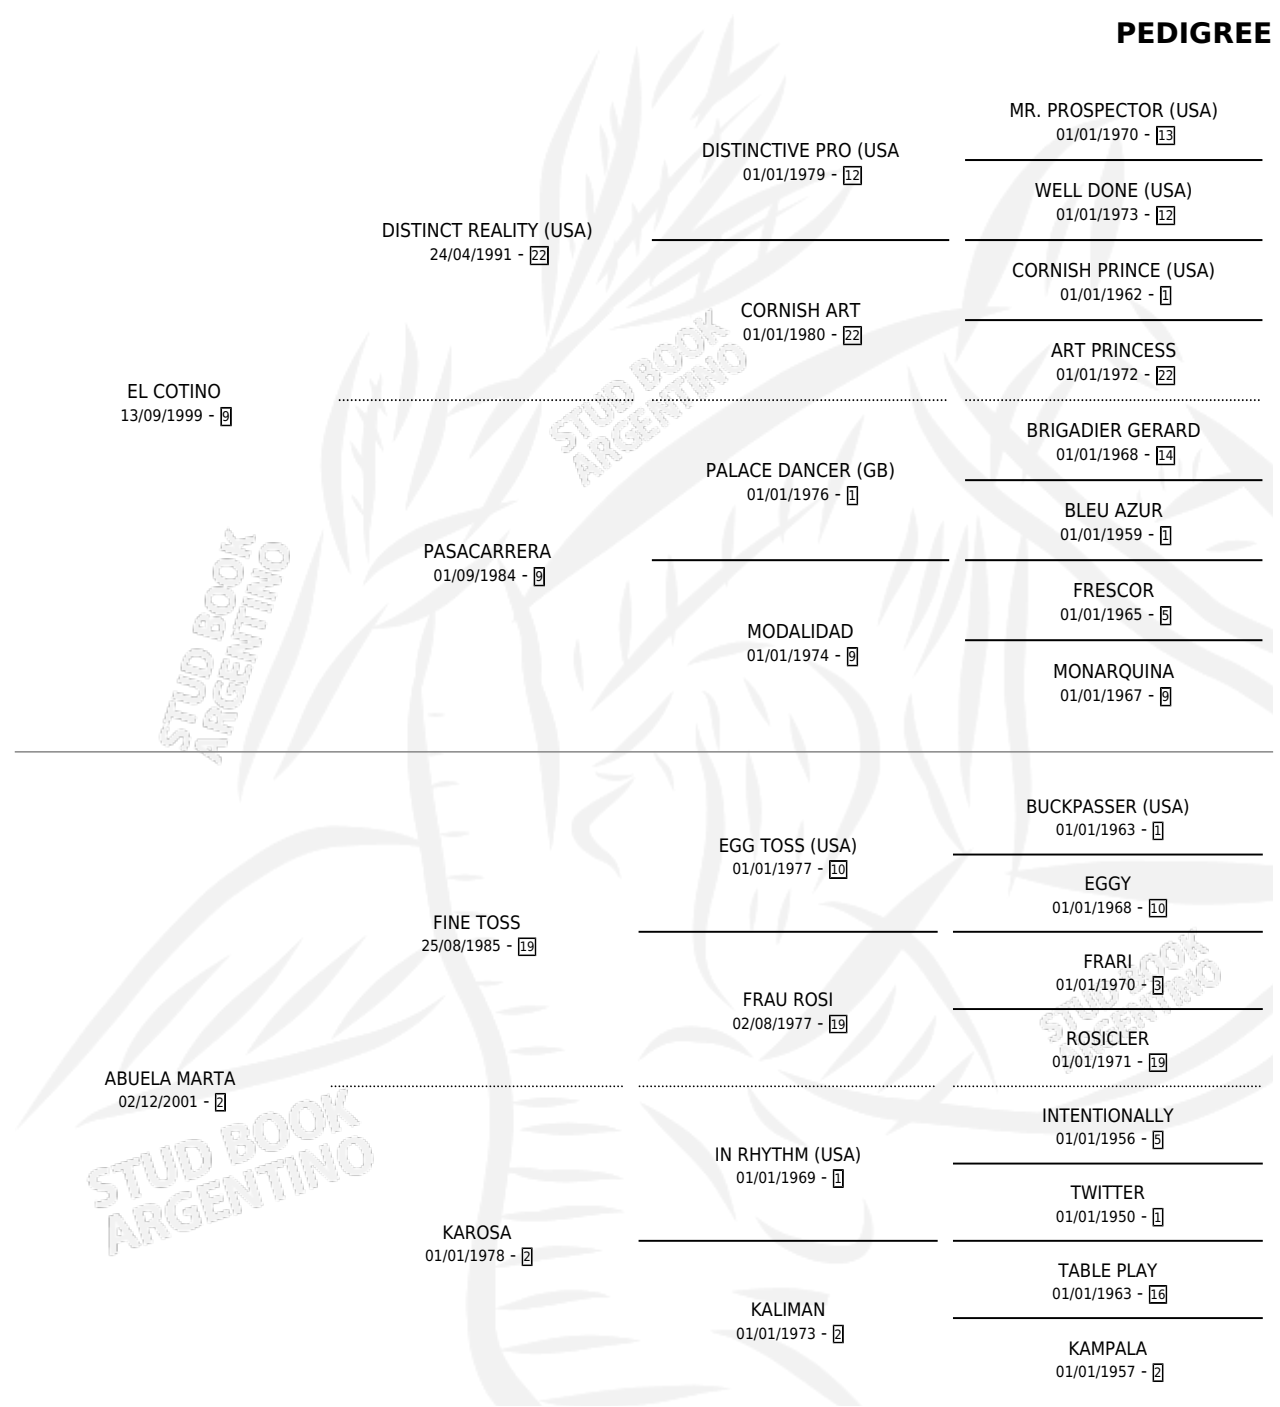 PEDIGREE
MR. PROSPECTOR (USA)
01/01/1970 - 13
DISTINCTIVE PRO (USA
01/01/1979 - 12
WELL DONE (USA)
01/01/1973 - 12
DISTINCT REALITY (USA)
24/04/1991 - 22
CORNISH PRINCE (USA)
01/01/1962 - 1
CORNISH ART
01/01/1980 - 22
ART PRINCESS
01/01/1972 - 22
EL COTINO
13/09/1999 - 9
BRIGADIER GERARD
01/01/1968 - 14
PALACE DANCER (GB)
01/01/1976 - 1
BLEU AZUR
01/01/1959 - 1
PASACARRERA
01/09/1984 - 9
FRESCOR
01/01/1965 - 5
MODALIDAD
01/01/1974 - 9
MONARQUINA
01/01/1967 - 9
BUCKPASSER (USA)
01/01/1963 - 1
EGG TOSS (USA)
01/01/1977 - 10
EGGY
01/01/1968 - 10
FINE TOSS
25/08/1985 - 19
FRARI
01/01/1970 - 3
FRAU ROSI
02/08/1977 - 19
ROSICLER
01/01/1971 - 19
ABUELA MARTA
02/12/2001 - 2
INTENTIONALLY
01/01/1956 - 5
IN RHYTHM (USA)
01/01/1969 - 1
TWITTER
01/01/1950 - 1
KAROSA
01/01/1978 - 2
TABLE PLAY
01/01/1963 - 16
KALIMAN
01/01/1973 - 2
KAMPALA
01/01/1957 - 2
STUD BOOK
ARGENTINO
STUD BOOK
ARGENTINO
STUD BOOK
ARGENTINO
STUD BOOK
ARGENTINO